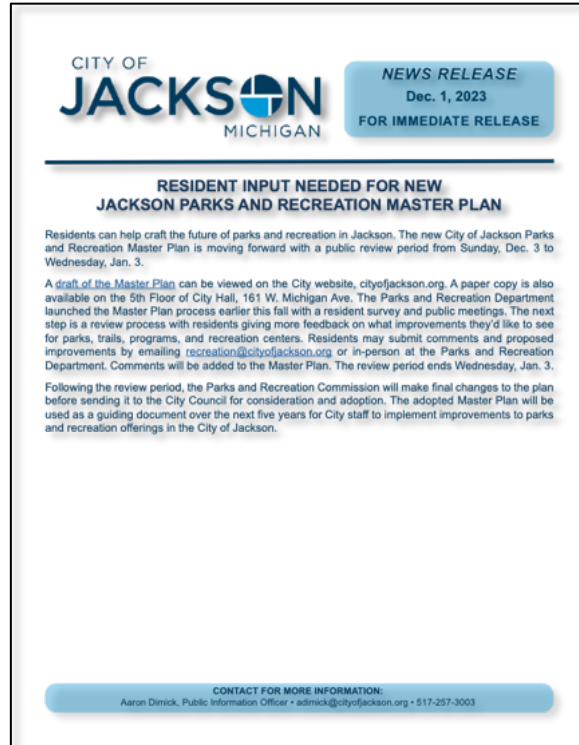 CITY OF
JACKSON
MICHIGAN
NEWS RELEASE
Dec. 1, 2023
FOR IMMEDIATE RELEASE
RESIDENT INPUT NEEDED FOR NEW
JACKSON PARKS AND RECREATION MASTER PLAN
Residents can help craft the future of parks and recreation in Jackson. The new City of Jackson Parks
and Recreation Master Plan is moving forward with a public review period from Sunday, Dec. 3 to
Wednesday, Jan. 3.
A draft of the Master Plan can be viewed on the City website, cityofjackson.org. A paper copy is also
available on the 5th Floor of City Hall, 161 W. Michigan Ave. The Parks and Recreation Department
launched the Master Plan process earlier this fall with a resident survey and public meetings. The next
step is a review process with residents giving more feedback on what improvements they'd like to see
for parks, trails, programs, and recreation centers. Residents may submit comments and proposed
improvements by emailing recreation@cityofjackson.org or in-person at the Parks and Recreation
Department. Comments will be added to the Master Plan. The review period ends Wednesday, Jan. 3.
Following the review period, the Parks and Recreation Commission will make final changes to the plan
before sending it to the City Council for consideration and adoption. The adopted Master Plan will be
used as a guiding document over the next five years for City staff to implement improvements to parks
and recreation offerings in the City of Jackson.
CONTACT FOR MORE INFORMATION:
Aaron Dimick, Public Information Officer • adimick@cityofjackson.org • 517-257-3003